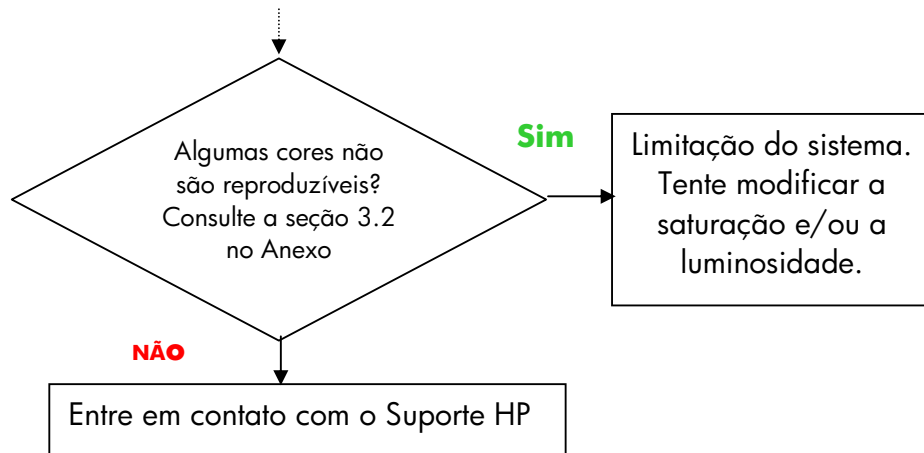 Algumas cores não
são reproduzíveis?
Consulte a seção 3.2
no Anexo
Sim
Limitação do sistema.
Tente modificar a
saturação e/ou a
luminosidade.
NÃO
Entre em contato com o Suporte HP